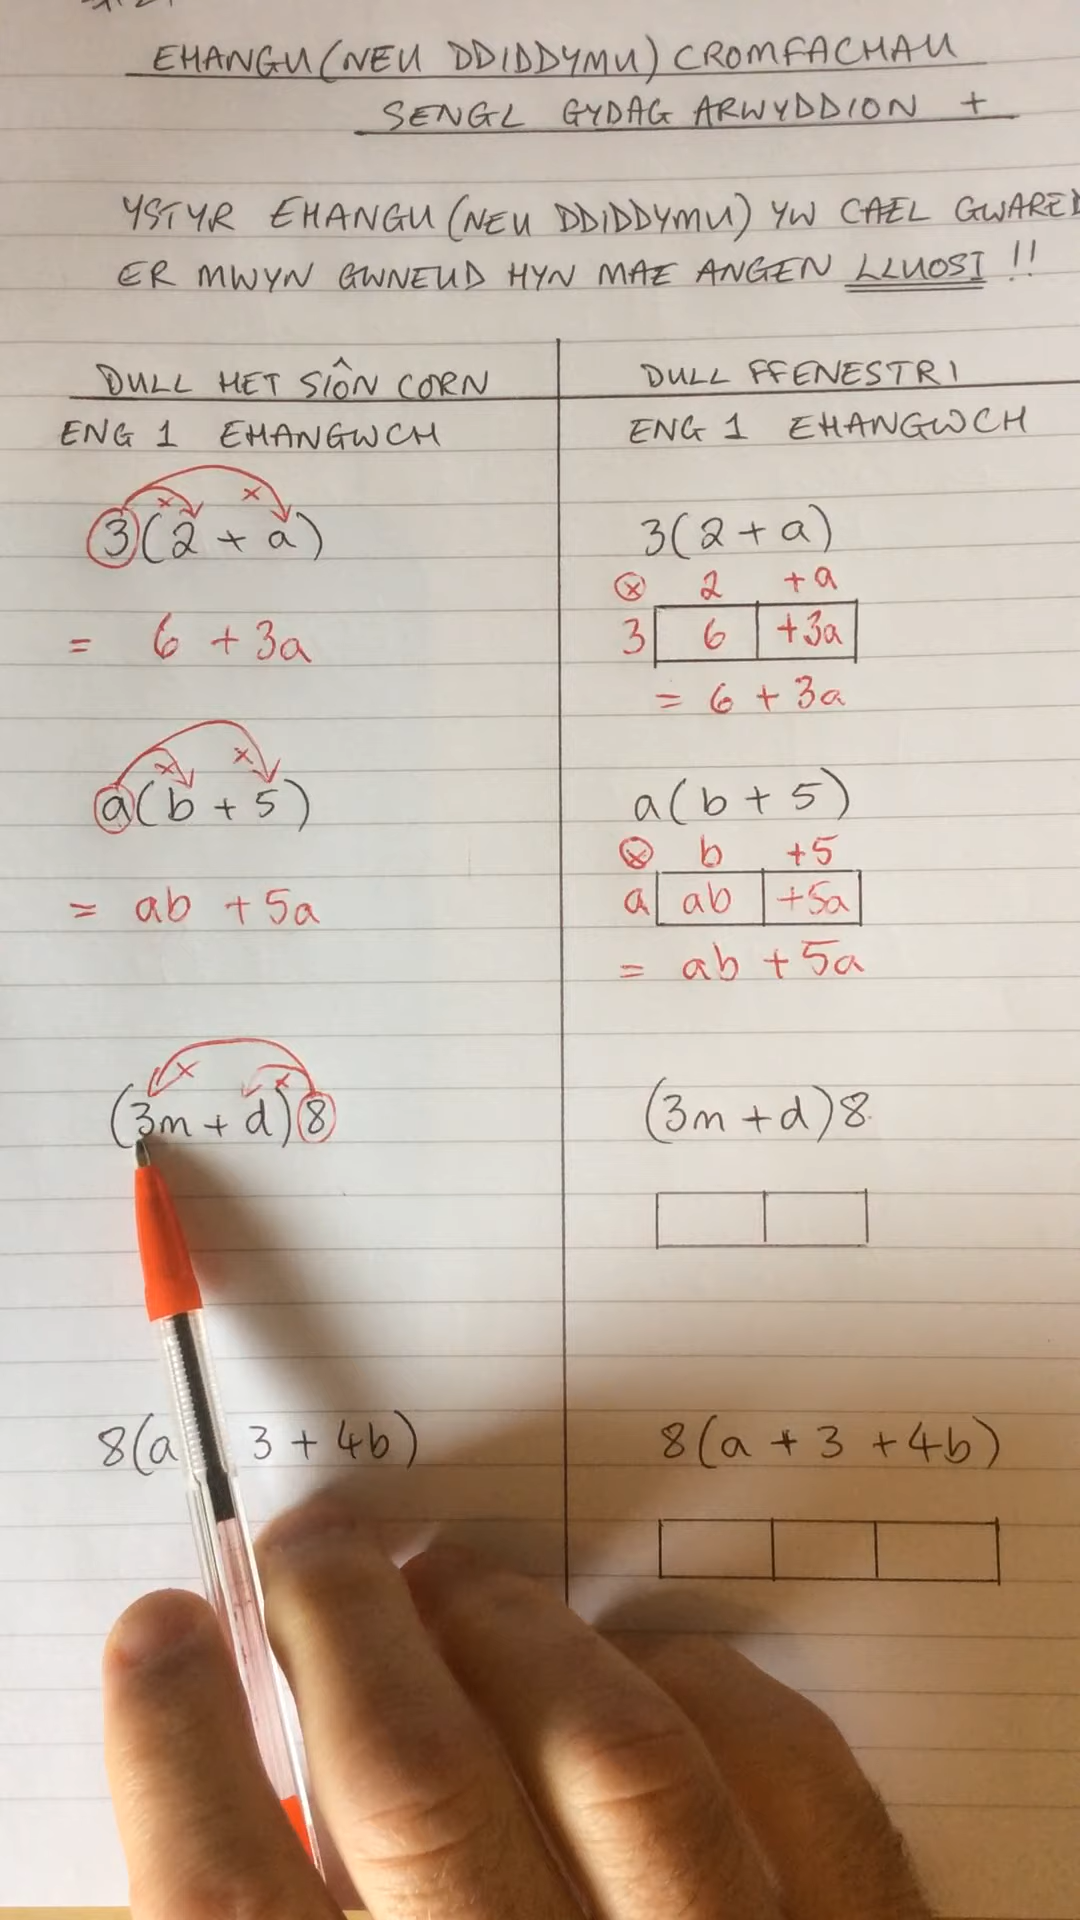 EHANGU (NEU DDIDDYMU) CROMFACHAU
SENGL GYDAG ARWYDDION +
YSTYR EHANGU (NEU DDIDDYMU) YW CAEL GWARED
ER MWYN GWNEUD HYN MAE ANGEN LLUOSI !!
DULL HET SIÔN CORN
ENG 1 EHANGWCH
3(2 + a)
× ×
= 6 + 3a
a(b + 5)
× ×
= ab + 5a
(3m + d)8
× ×
8(a 3 + 4b)
DULL FFENESTRI
ENG 1 EHANGWCH
3(2 + a)
⊗ 2 + a
3 6 +3a
= 6 + 3a
a(b + 5)
⊗ b +5
a ab +5a
= ab + 5a
(3m + d)8
8(a + 3 + 4b)